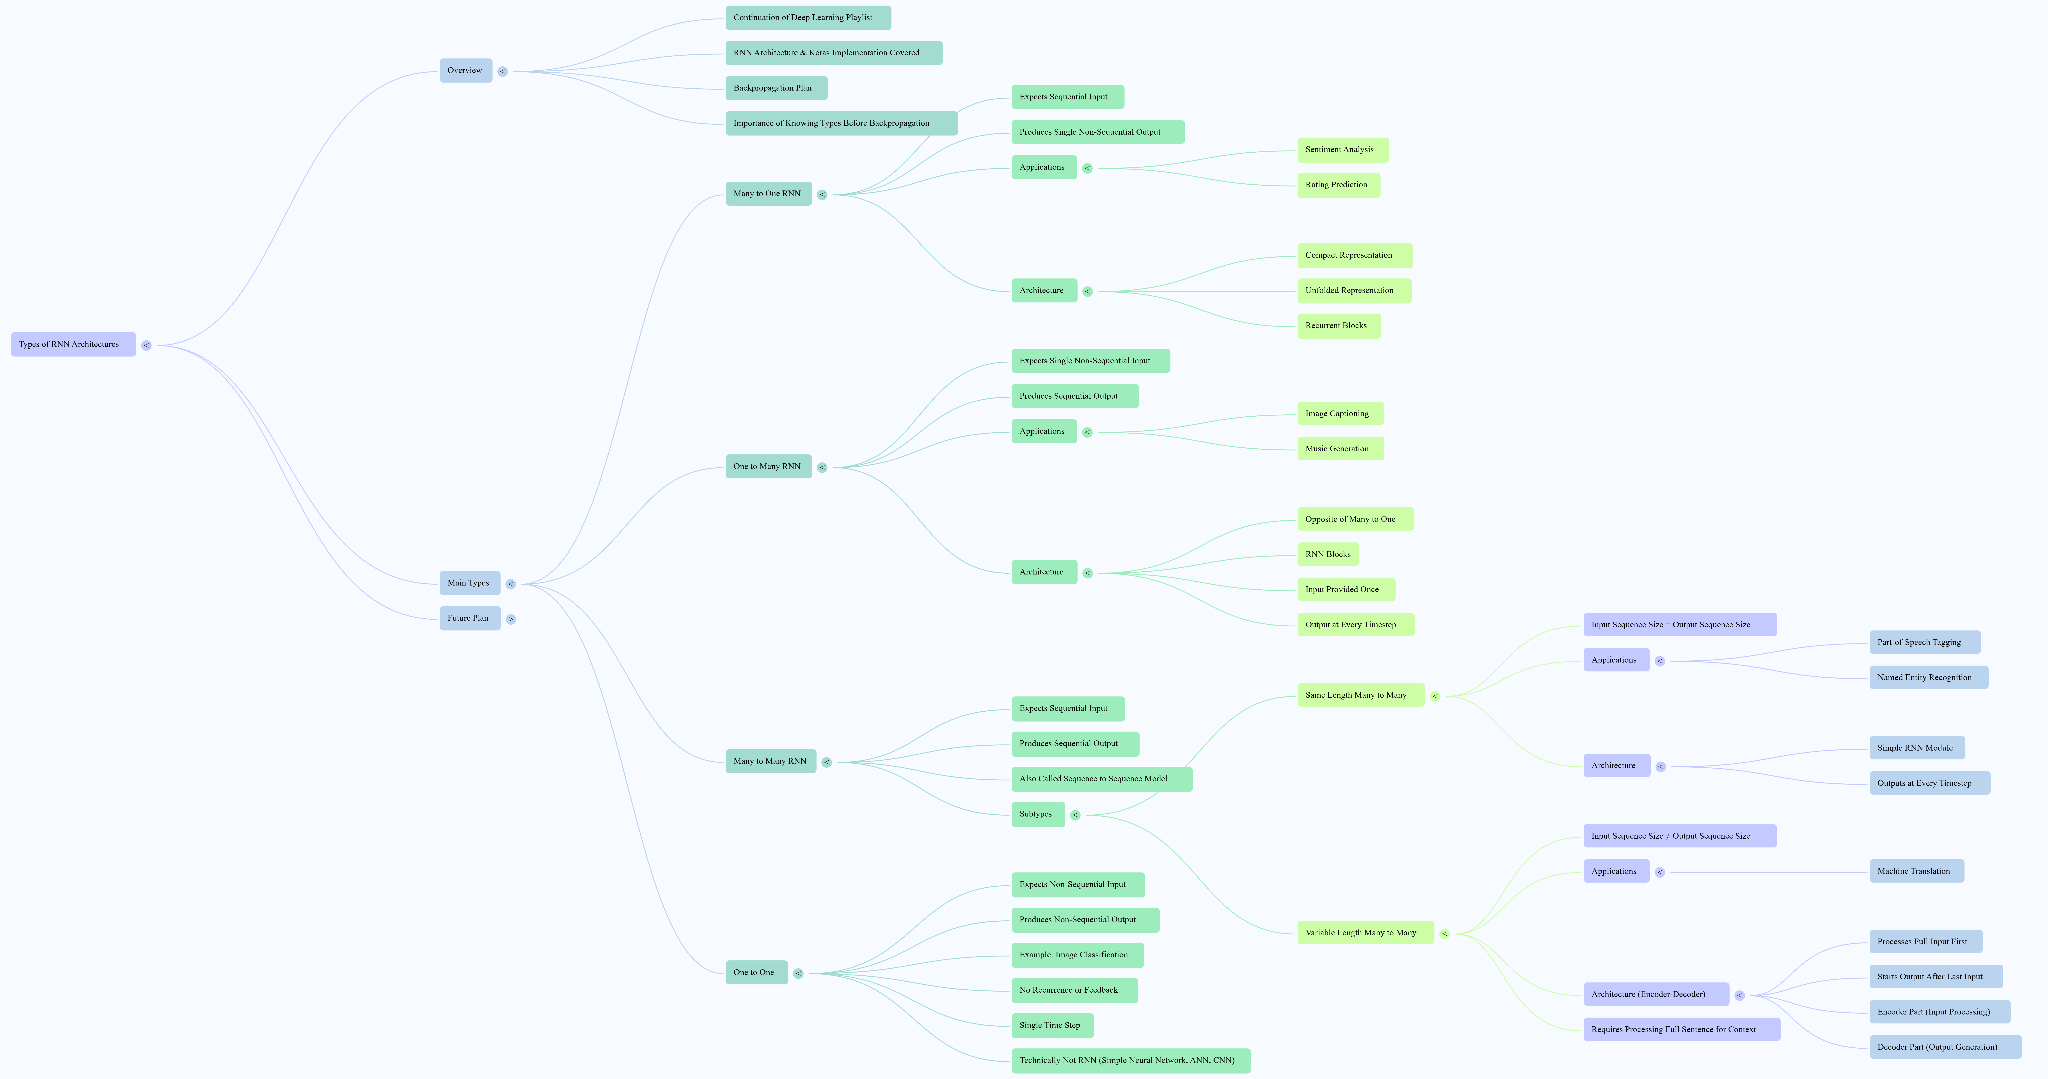 Types of RNN Architectures
Overview
Continuation of Deep Learning Playlist
RNN Architecture & Keras Implementation Covered
Backpropagation Plan
Importance of Knowing Types Before Backpropagation
Main Types
Many to One RNN
Expects Sequential Input
Produces Single Non-Sequential Output
Applications
Sentiment Analysis
Rating Prediction
Architecture
Compact Representation
Unfolded Representation
Recurrent Blocks
One to Many RNN
Expects Single Non-Sequential Input
Produces Sequential Output
Applications
Image Captioning
Music Generation
Architecture
Opposite of Many to One
RNN Blocks
Input Provided Once
Output at Every Timestep
Many to Many RNN
Expects Sequential Input
Produces Sequential Output
Also Called Sequence to Sequence Model
Subtypes
Same Length Many to Many
Input Sequence Size = Output Sequence Size
Applications
Part-of-Speech Tagging
Named Entity Recognition
Architecture
Simple RNN Module
Outputs at Every Timestep
Variable Length Many to Many
Input Sequence Size ≠ Output Sequence Size
Applications
Machine Translation
Architecture (Encoder-Decoder)
Processes Full Input First
Starts Output After Last Input
Encoder Part (Input Processing)
Decoder Part (Output Generation)
Requires Processing Full Sentence for Context
One to One
Expects Non-Sequential Input
Produces Non-Sequential Output
Example: Image Classification
No Recurrence or Feedback
Single Time Step
Technically Not RNN (Simple Neural Network, ANN, CNN)
Future Plan